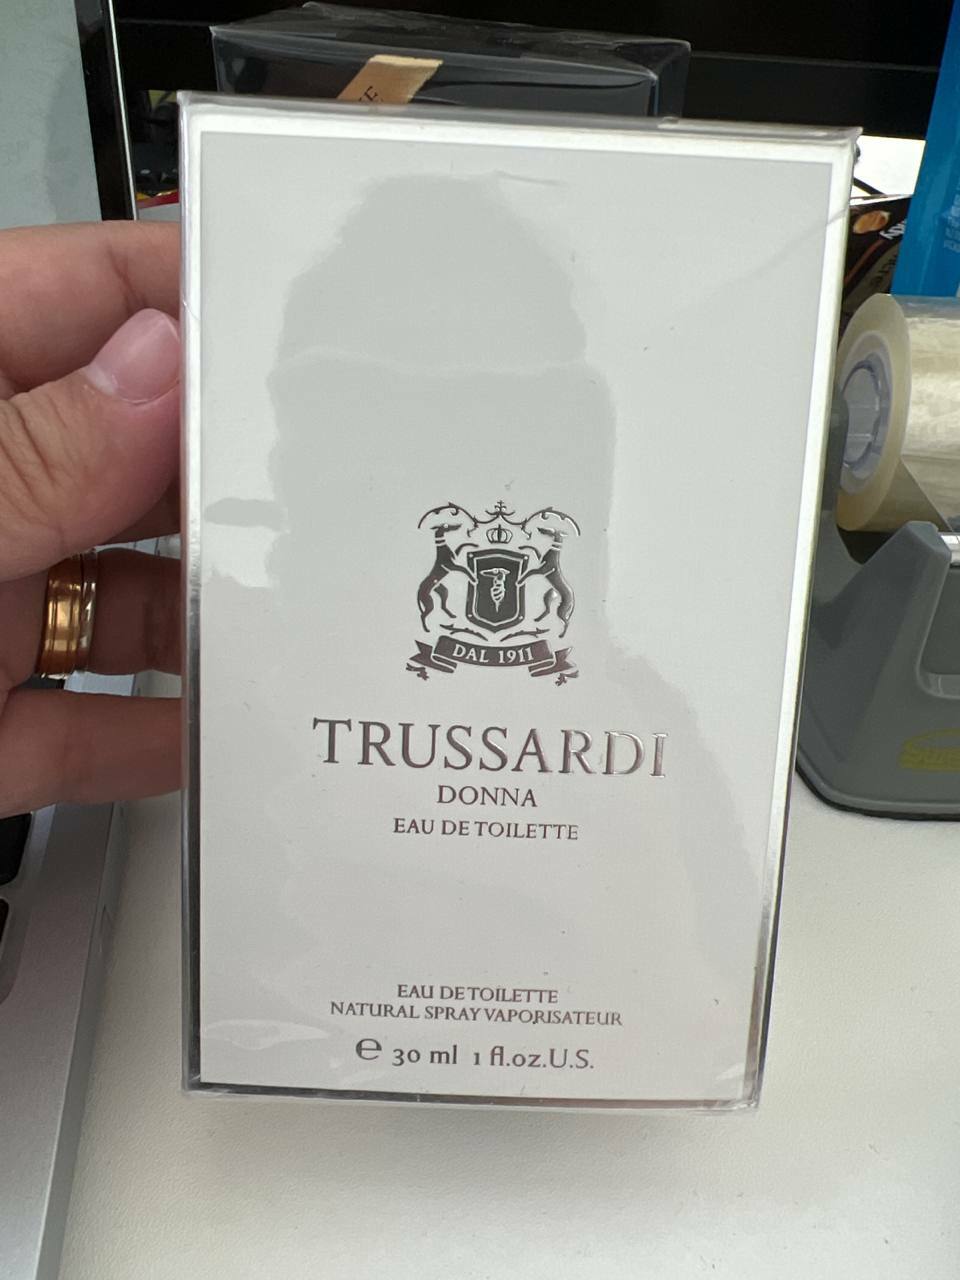 DAL 1911
TRUSSARDI
DONNA
EAU DE TOILETTE
EAU DE TOILETTE
NATURAL SPRAY VAPORISATEUR
e 30 ml 1 fl.oz.U.S.